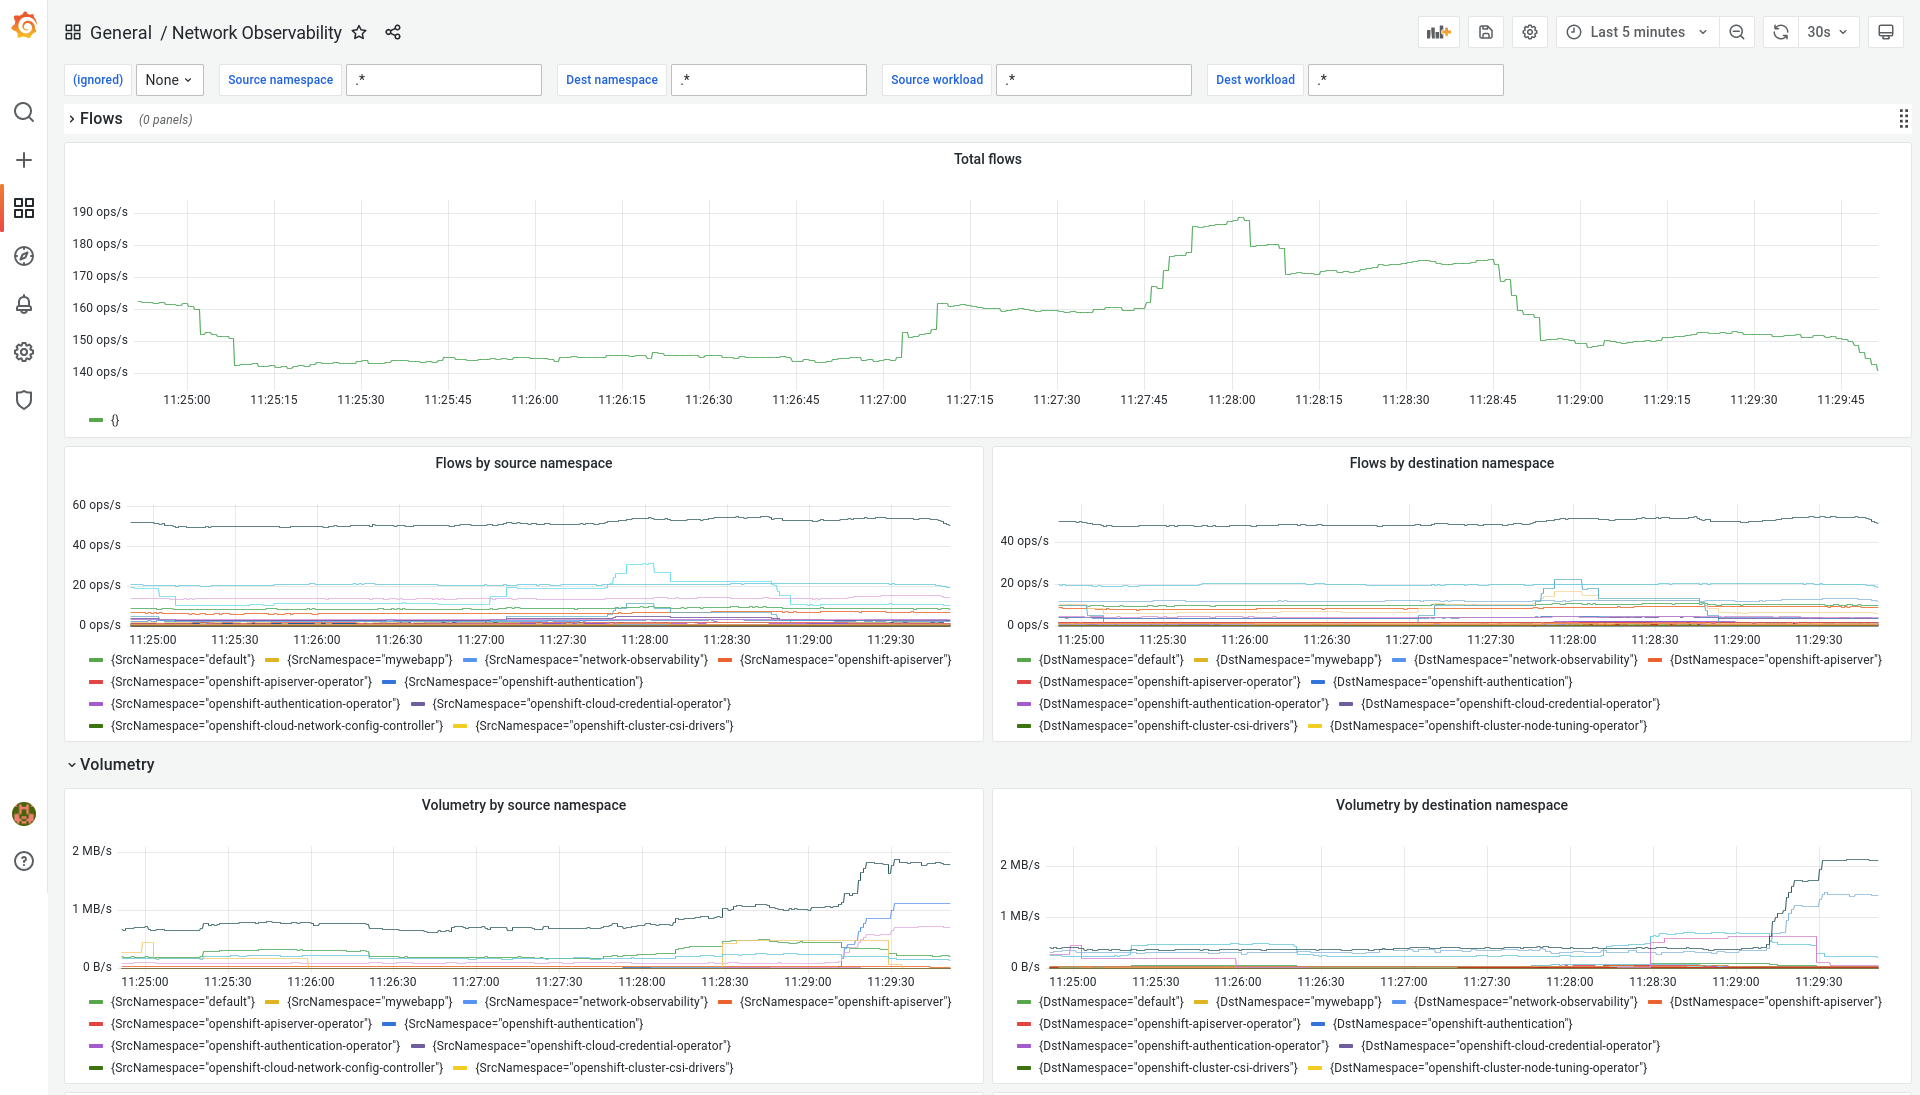 General / Network Observability
Last 5 minutes
30s
(ignored) None Source namespace .* Dest namespace .* Source workload .* Dest workload .*
Flows (0 panels)
Total flows
190 ops/s
180 ops/s
170 ops/s
160 ops/s
150 ops/s
140 ops/s
11:25:00 11:25:15 11:25:30 11:25:45 11:26:00 11:26:15 11:26:30 11:26:45 11:27:00 11:27:15 11:27:30 11:27:45 11:28:00 11:28:15 11:28:30 11:28:45 11:29:00 11:29:15 11:29:30 11:29:45
{}
Flows by source namespace
60 ops/s
40 ops/s
20 ops/s
0 ops/s
11:25:00 11:25:30 11:26:00 11:26:30 11:27:00 11:27:30 11:28:00 11:28:30 11:29:00 11:29:30
{SrcNamespace="default"} {SrcNamespace="mywebapp"} {SrcNamespace="network-observability"} {SrcNamespace="openshift-apiserver"}
{SrcNamespace="openshift-apiserver-operator"} {SrcNamespace="openshift-authentication"}
{SrcNamespace="openshift-authentication-operator"} {SrcNamespace="openshift-cloud-credential-operator"}
{SrcNamespace="openshift-cloud-network-config-controller"} {SrcNamespace="openshift-cluster-csi-drivers"}
Flows by destination namespace
40 ops/s
20 ops/s
0 ops/s
11:25:00 11:25:30 11:26:00 11:26:30 11:27:00 11:27:30 11:28:00 11:28:30 11:29:00 11:29:30
{DstNamespace="default"} {DstNamespace="mywebapp"} {DstNamespace="network-observability"} {DstNamespace="openshift-apiserver"}
{DstNamespace="openshift-apiserver-operator"} {DstNamespace="openshift-authentication"}
{DstNamespace="openshift-authentication-operator"} {DstNamespace="openshift-cloud-credential-operator"}
{DstNamespace="openshift-cluster-csi-drivers"} {DstNamespace="openshift-cluster-node-tuning-operator"}
Volumetry
Volumetry by source namespace
2 MB/s
1 MB/s
0 B/s
11:25:00 11:25:30 11:26:00 11:26:30 11:27:00 11:27:30 11:28:00 11:28:30 11:29:00 11:29:30
{SrcNamespace="default"} {SrcNamespace="mywebapp"} {SrcNamespace="network-observability"} {SrcNamespace="openshift-apiserver"}
{SrcNamespace="openshift-apiserver-operator"} {SrcNamespace="openshift-authentication"}
{SrcNamespace="openshift-authentication-operator"} {SrcNamespace="openshift-cloud-credential-operator"}
{SrcNamespace="openshift-cloud-network-config-controller"} {SrcNamespace="openshift-cluster-csi-drivers"}
Volumetry by destination namespace
2 MB/s
1 MB/s
0 B/s
11:25:00 11:25:30 11:26:00 11:26:30 11:27:00 11:27:30 11:28:00 11:28:30 11:29:00 11:29:30
{DstNamespace="default"} {DstNamespace="mywebapp"} {DstNamespace="network-observability"} {DstNamespace="openshift-apiserver"}
{DstNamespace="openshift-apiserver-operator"} {DstNamespace="openshift-authentication"}
{DstNamespace="openshift-authentication-operator"} {DstNamespace="openshift-cloud-credential-operator"}
{DstNamespace="openshift-cluster-csi-drivers"} {DstNamespace="openshift-cluster-node-tuning-operator"}